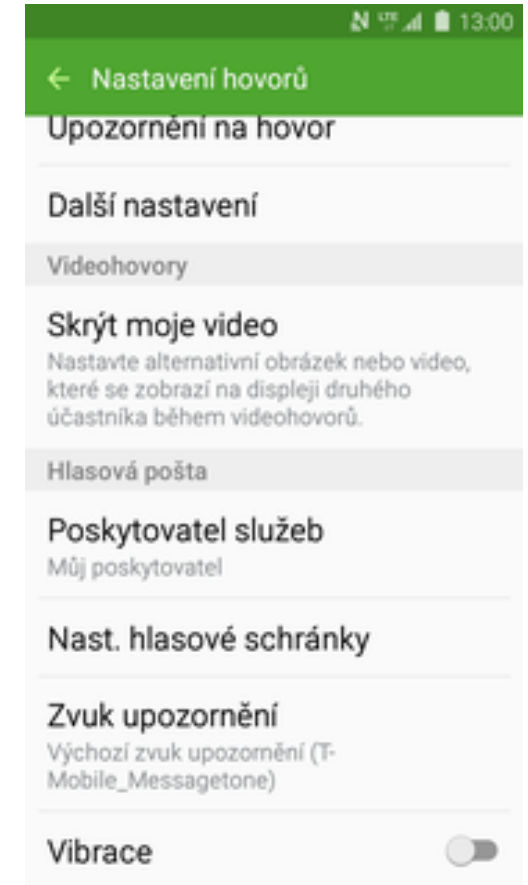 13:00
Nastavení hovorů
Upozornění na hovor
Další nastavení
Videohovory
Skrýt moje video
Nastavte alternativní obrázek nebo video,
které se zobrazí na displeji druhého
účastníka během videohovorů.
Hlasová pošta
Poskytovatel služeb
Můj poskytovatel
Nast. hlasové schránky
Zvuk upozornění
Výchozí zvuk upozornění (T-
Mobile_Messagetone)
Vibrace